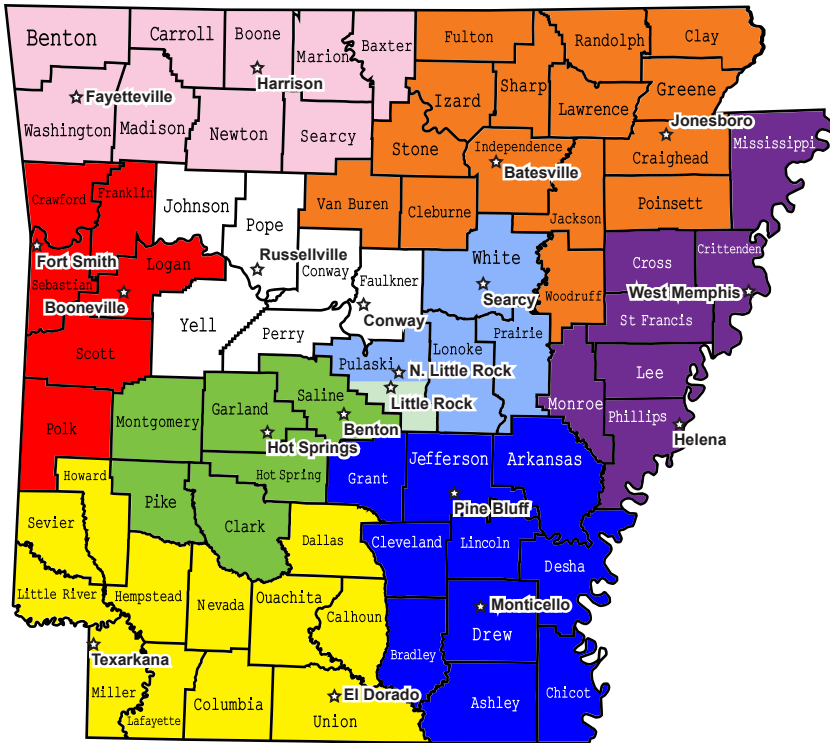 Benton
Carroll
Boone
Marion
Baxter
Fulton
Randolph
Clay
Harrison
Fayetteville
Izard
Sharp
Lawrence
Greene
Washington
Madison
Newton
Searcy
Stone
Independence
Batesville
Jonesboro
Craighead
Mississippi
Crawford
Franklin
Johnson
Pope
Van Buren
Cleburne
Jackson
Poinsett
Fort Smith
Logan
Russellville
Conway
Faulkner
White
Cross
Crittenden
Sebastian
Booneville
Searcy
Woodruff
West Memphis
Yell
Conway
Perry
St Francis
Scott
Pulaski
Lonoke
Prairie
N. Little Rock
Lee
Little Rock
Monroe
Phillips
Helena
Polk
Montgomery
Garland
Saline
Benton
Hot Springs
Jefferson
Arkansas
Howard
Hot Spring
Grant
Pike
Pine Bluff
Sevier
Clark
Dallas
Cleveland
Lincoln
Desha
Little River
Hempstead
Nevada
Ouachita
Calhoun
Monticello
Drew
Texarkana
Bradley
Miller
Lafayette
Columbia
El Dorado
Union
Ashley
Chicot